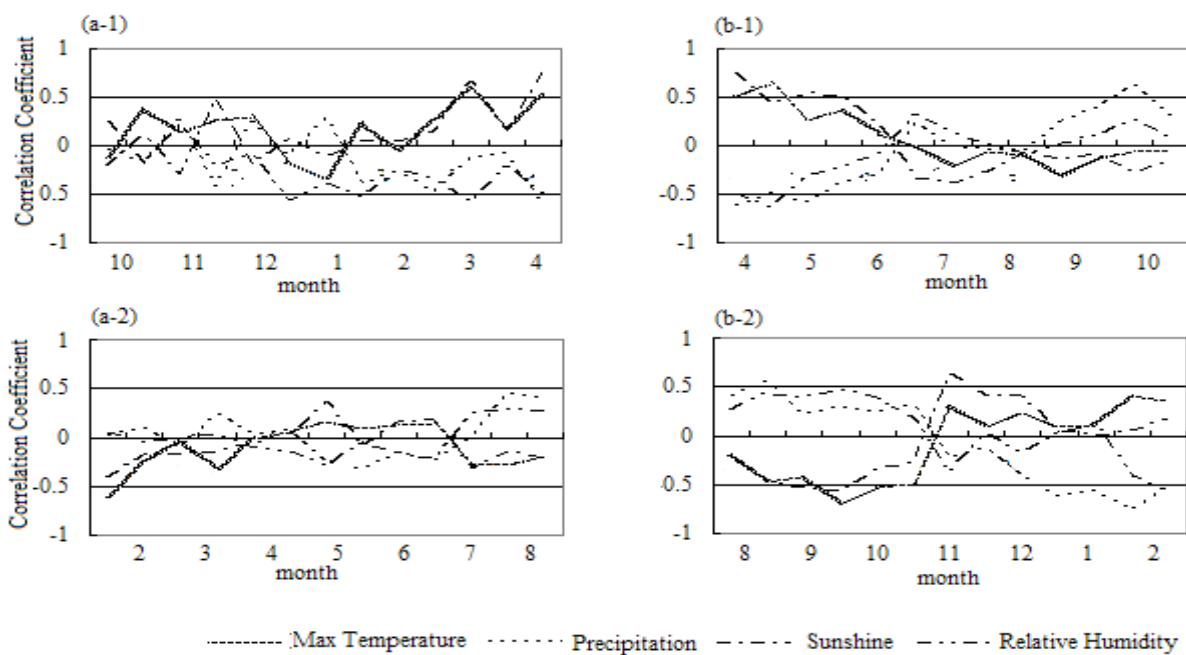 (a-1)
(b-1)
Correlation Coefficient
1
0.5
0
-0.5
-1
10 11 12 1 2 3 4
month
1
0.5
0
-0.5
-1
4 5 6 7 8 9 10
month
(a-2)
(b-2)
Correlation Coefficient
1
0.5
0
-0.5
-1
2 3 4 5 6 7 8
month
1
0.5
0
-0.5
-1
8 9 10 11 12 1 2
month
Max Temperature Precipitation Sunshine Relative Humidity